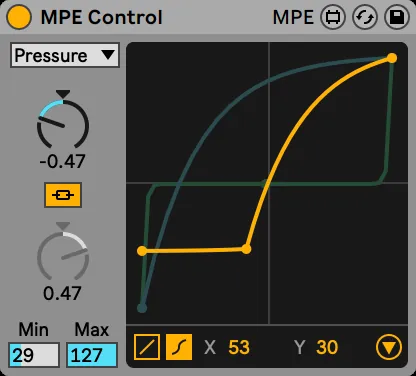 MPE Control MPE
Pressure
-0.47
0.47
Min Max
29 127
X 53 Y 30